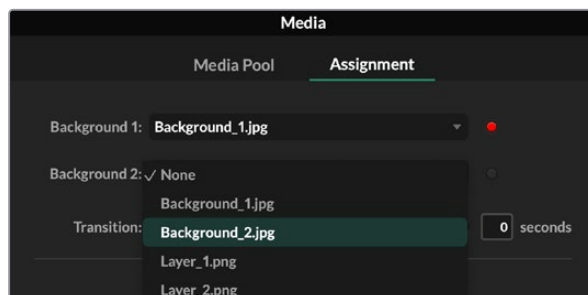 Media
Media Pool Assignment
Background 1: Background_1.jpg
Background 2: ✓ None
Background_1.jpg
Transition: Background_2.jpg 0 seconds
Layer_1.png
Layer_2.png